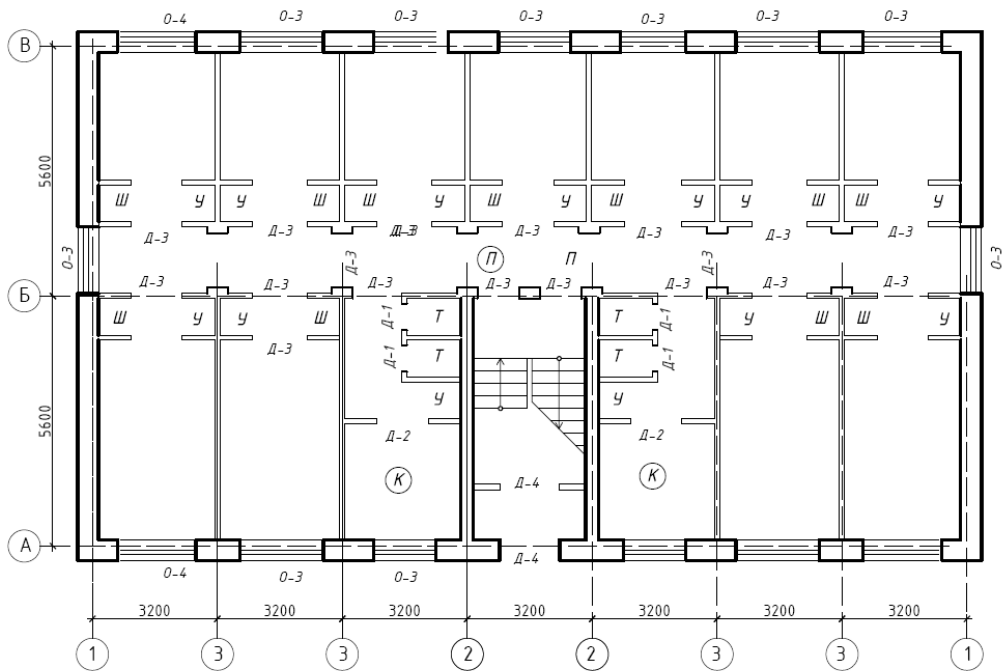 О-4 О-3 О-3 О-3 О-3 О-3 О-3
В
5600
Ш У У Ш Ш У Ш У Ш У У Ш Ш У
О-3 Д-3 Д-3 Д-3 Д-3 Д-3 Д-3 Д-3 О-3
Д-3 П П Д-3
Б Д-3 Д-3 Д-3 Д-3 Д-3 Д-3 Д-3
Ш У У Ш Д-1 Т Т Д-1 У Ш Ш У
Д-3 Д-1 Т Т Д-1
У У
5600
Д-2 Д-2
К К
Д-4
А
Д-4
О-4 О-3 О-3
3200 3200 3200 3200 3200 3200 3200
1 3 3 2 2 3 3 1